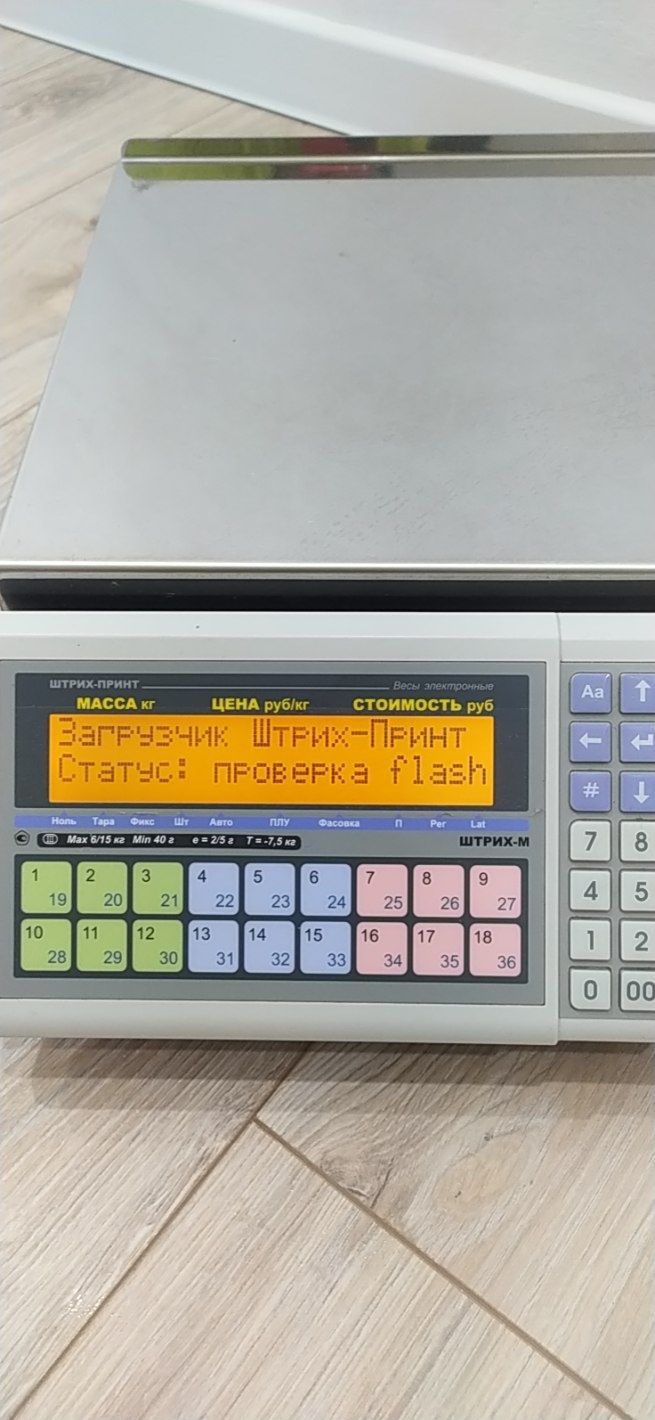 ШТРИХ-ПРИНТ Весы электронные
МАССА кг ЦЕНА руб/кг СТОИМОСТЬ руб
Загрузчик Штрих-Принт
Статус: проверка flash
Ноль Тара Фикс Шт Авто ПЛУ Фасовка П Рег Lat
Max 6/15 кг Min 40 г e = 2/5 г T = -7,5 кг
ШТРИХ-М
1 2 3 4 5 6 7 8 9
19 20 21 22 23 24 25 26 27
10 11 12 13 14 15 16 17 18
28 29 30 31 32 33 34 35 36
Aa ↑
← ↵
# ↓
7 8
4 5
1 2
0 00